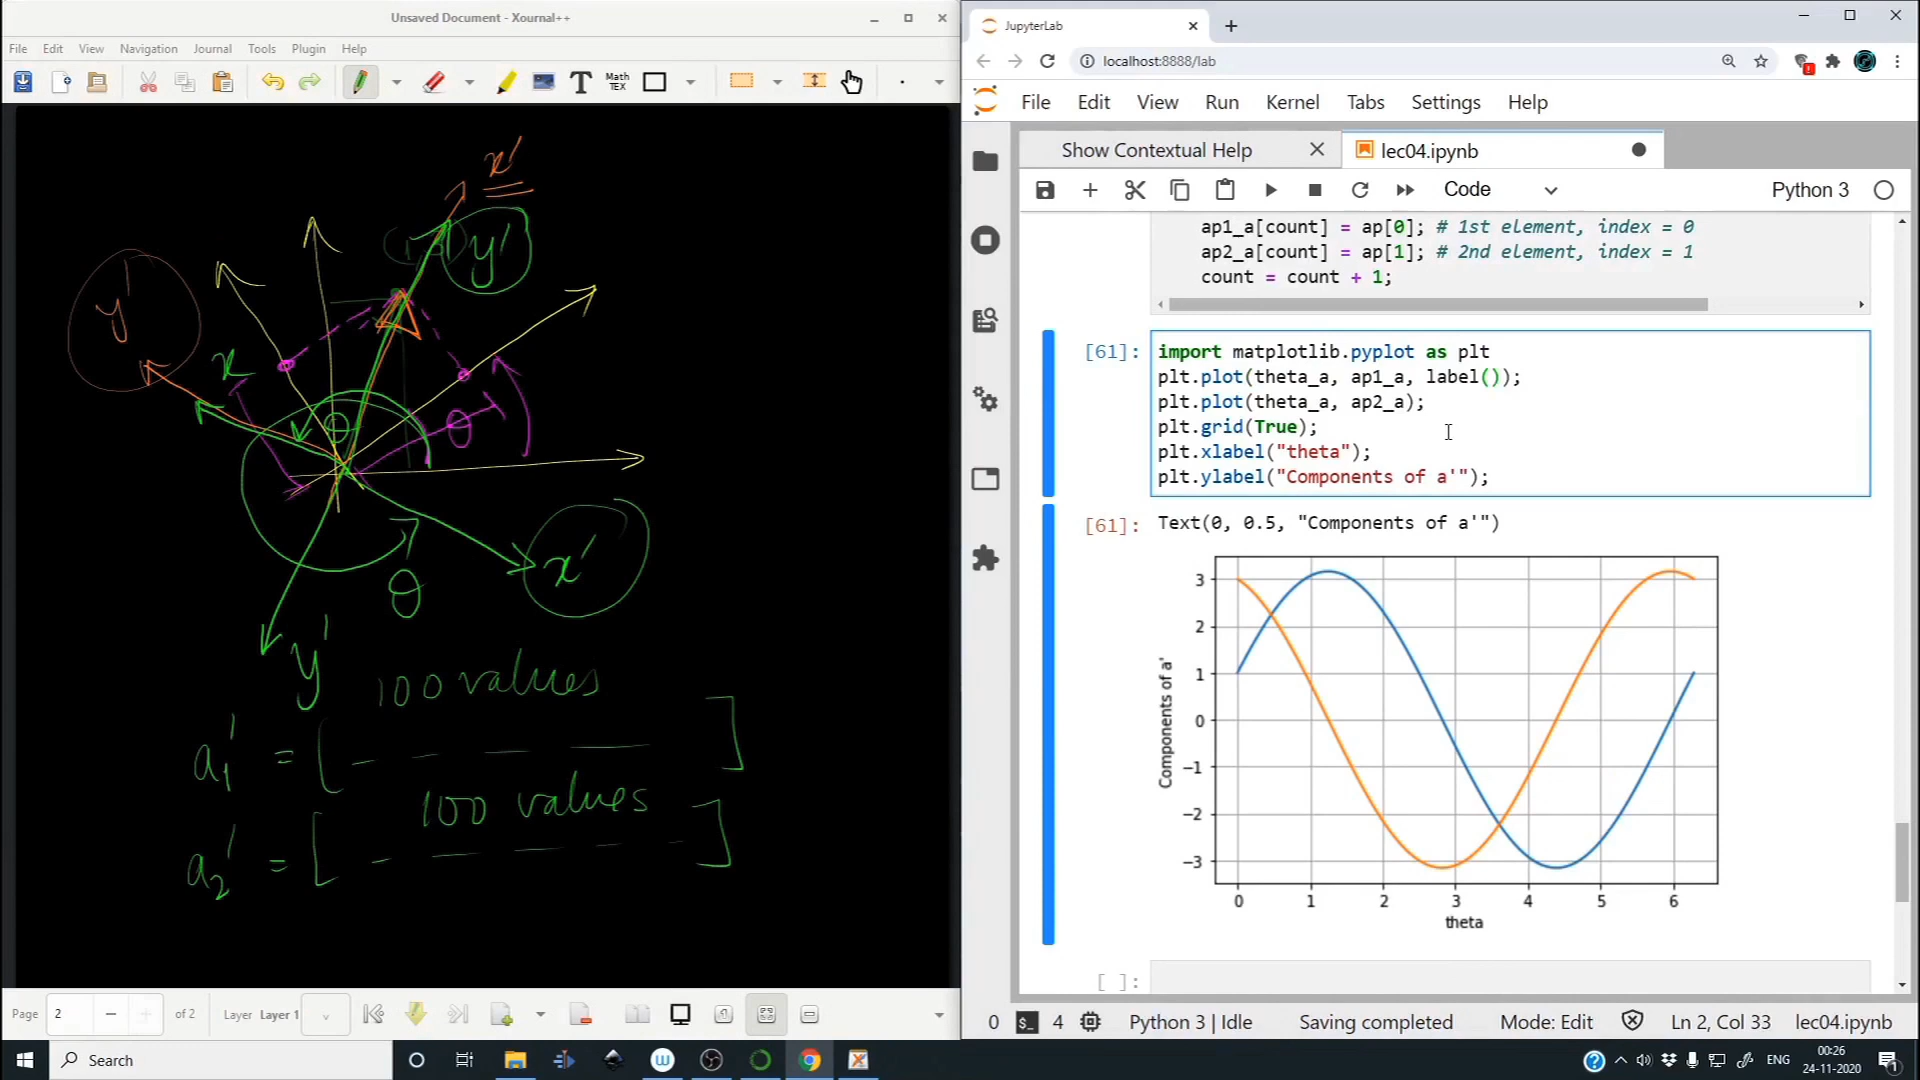 Unsaved Document - Xournal++
File Edit View Navigation Journal Tools Plugin Help
Math
TEX
x'
y'
y'
x
θ
θ
x'
θ
y'
100 values
a1' = [ ]
100 values
a2' = [ ]
Page 2 of 2 Layer Layer 1
JupyterLab
localhost:8888/lab
File Edit View Run Kernel Tabs Settings Help
Show Contextual Help
lec04.ipynb
Code
Python 3
ap1_a[count] = ap[0]; # 1st element, index = 0
ap2_a[count] = ap[1]; # 2nd element, index = 1
count = count + 1;
[61]: import matplotlib.pyplot as plt
plt.plot(theta_a, ap1_a, label());
plt.plot(theta_a, ap2_a);
plt.grid(True);
plt.xlabel("theta");
plt.ylabel("Components of a'");
[61]: Text(0, 0.5, "Components of a'")
3
2
1
0
−1
−2
−3
Components of a'
0 1 2 3 4 5 6
theta
[ ]:
0 4 Python 3 | Idle Saving completed Mode: Edit Ln 2, Col 33 lec04.ipynb
Search
ENG
00:26
24-11-2020
1